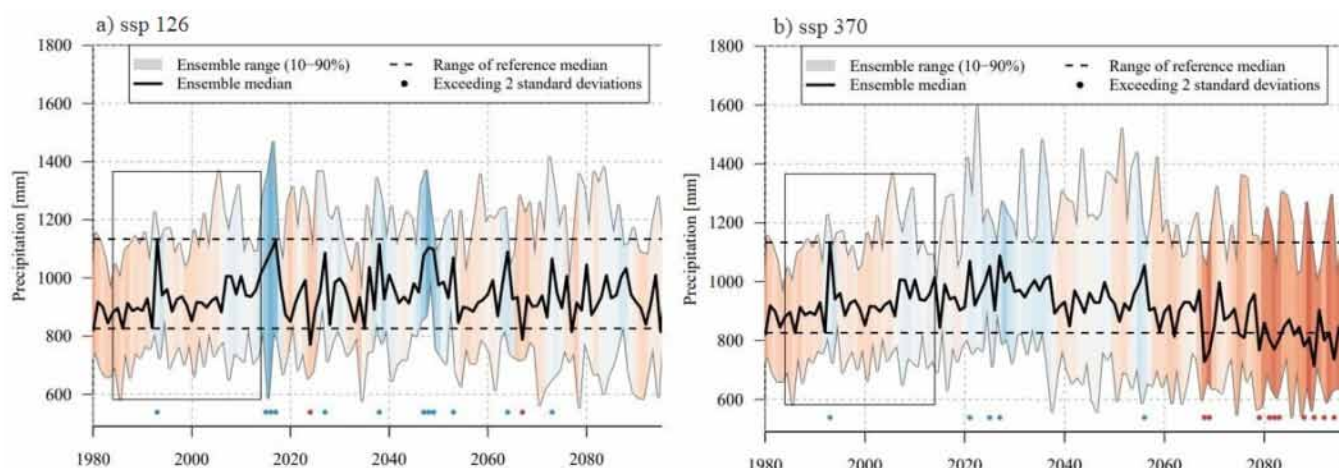 a) ssp 126
1800
1600
1400
1200
1000
800
600
Precipitation [mm]
Ensemble range (10−90%)
Ensemble median
Range of reference median
Exceeding 2 standard deviations
1980 2000 2020 2040 2060 2080
b) ssp 370
1800
1600
1400
1200
1000
800
600
Precipitation [mm]
Ensemble range (10−90%)
Ensemble median
Range of reference median
Exceeding 2 standard deviations
1980 2000 2020 2040 2060 2080